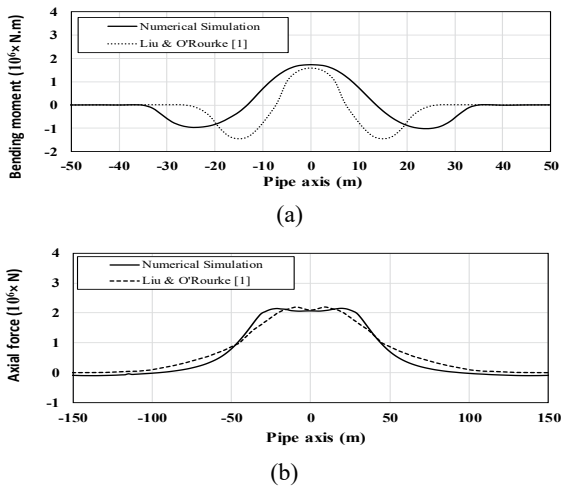 4
3
2
1
0
-1
-2
Bending moment (10⁶× N.m)
Numerical Simulation
Liu & O'Rourke [1]
-50 -40 -30 -20 -10 0 10 20 30 40 50
Pipe axis (m)
(a)
4
3
2
1
0
-1
Axial force (10⁶× N)
Numerical Simulation
Liu & O'Rourke [1]
-150 -100 -50 0 50 100 150
Pipe axis (m)
(b)